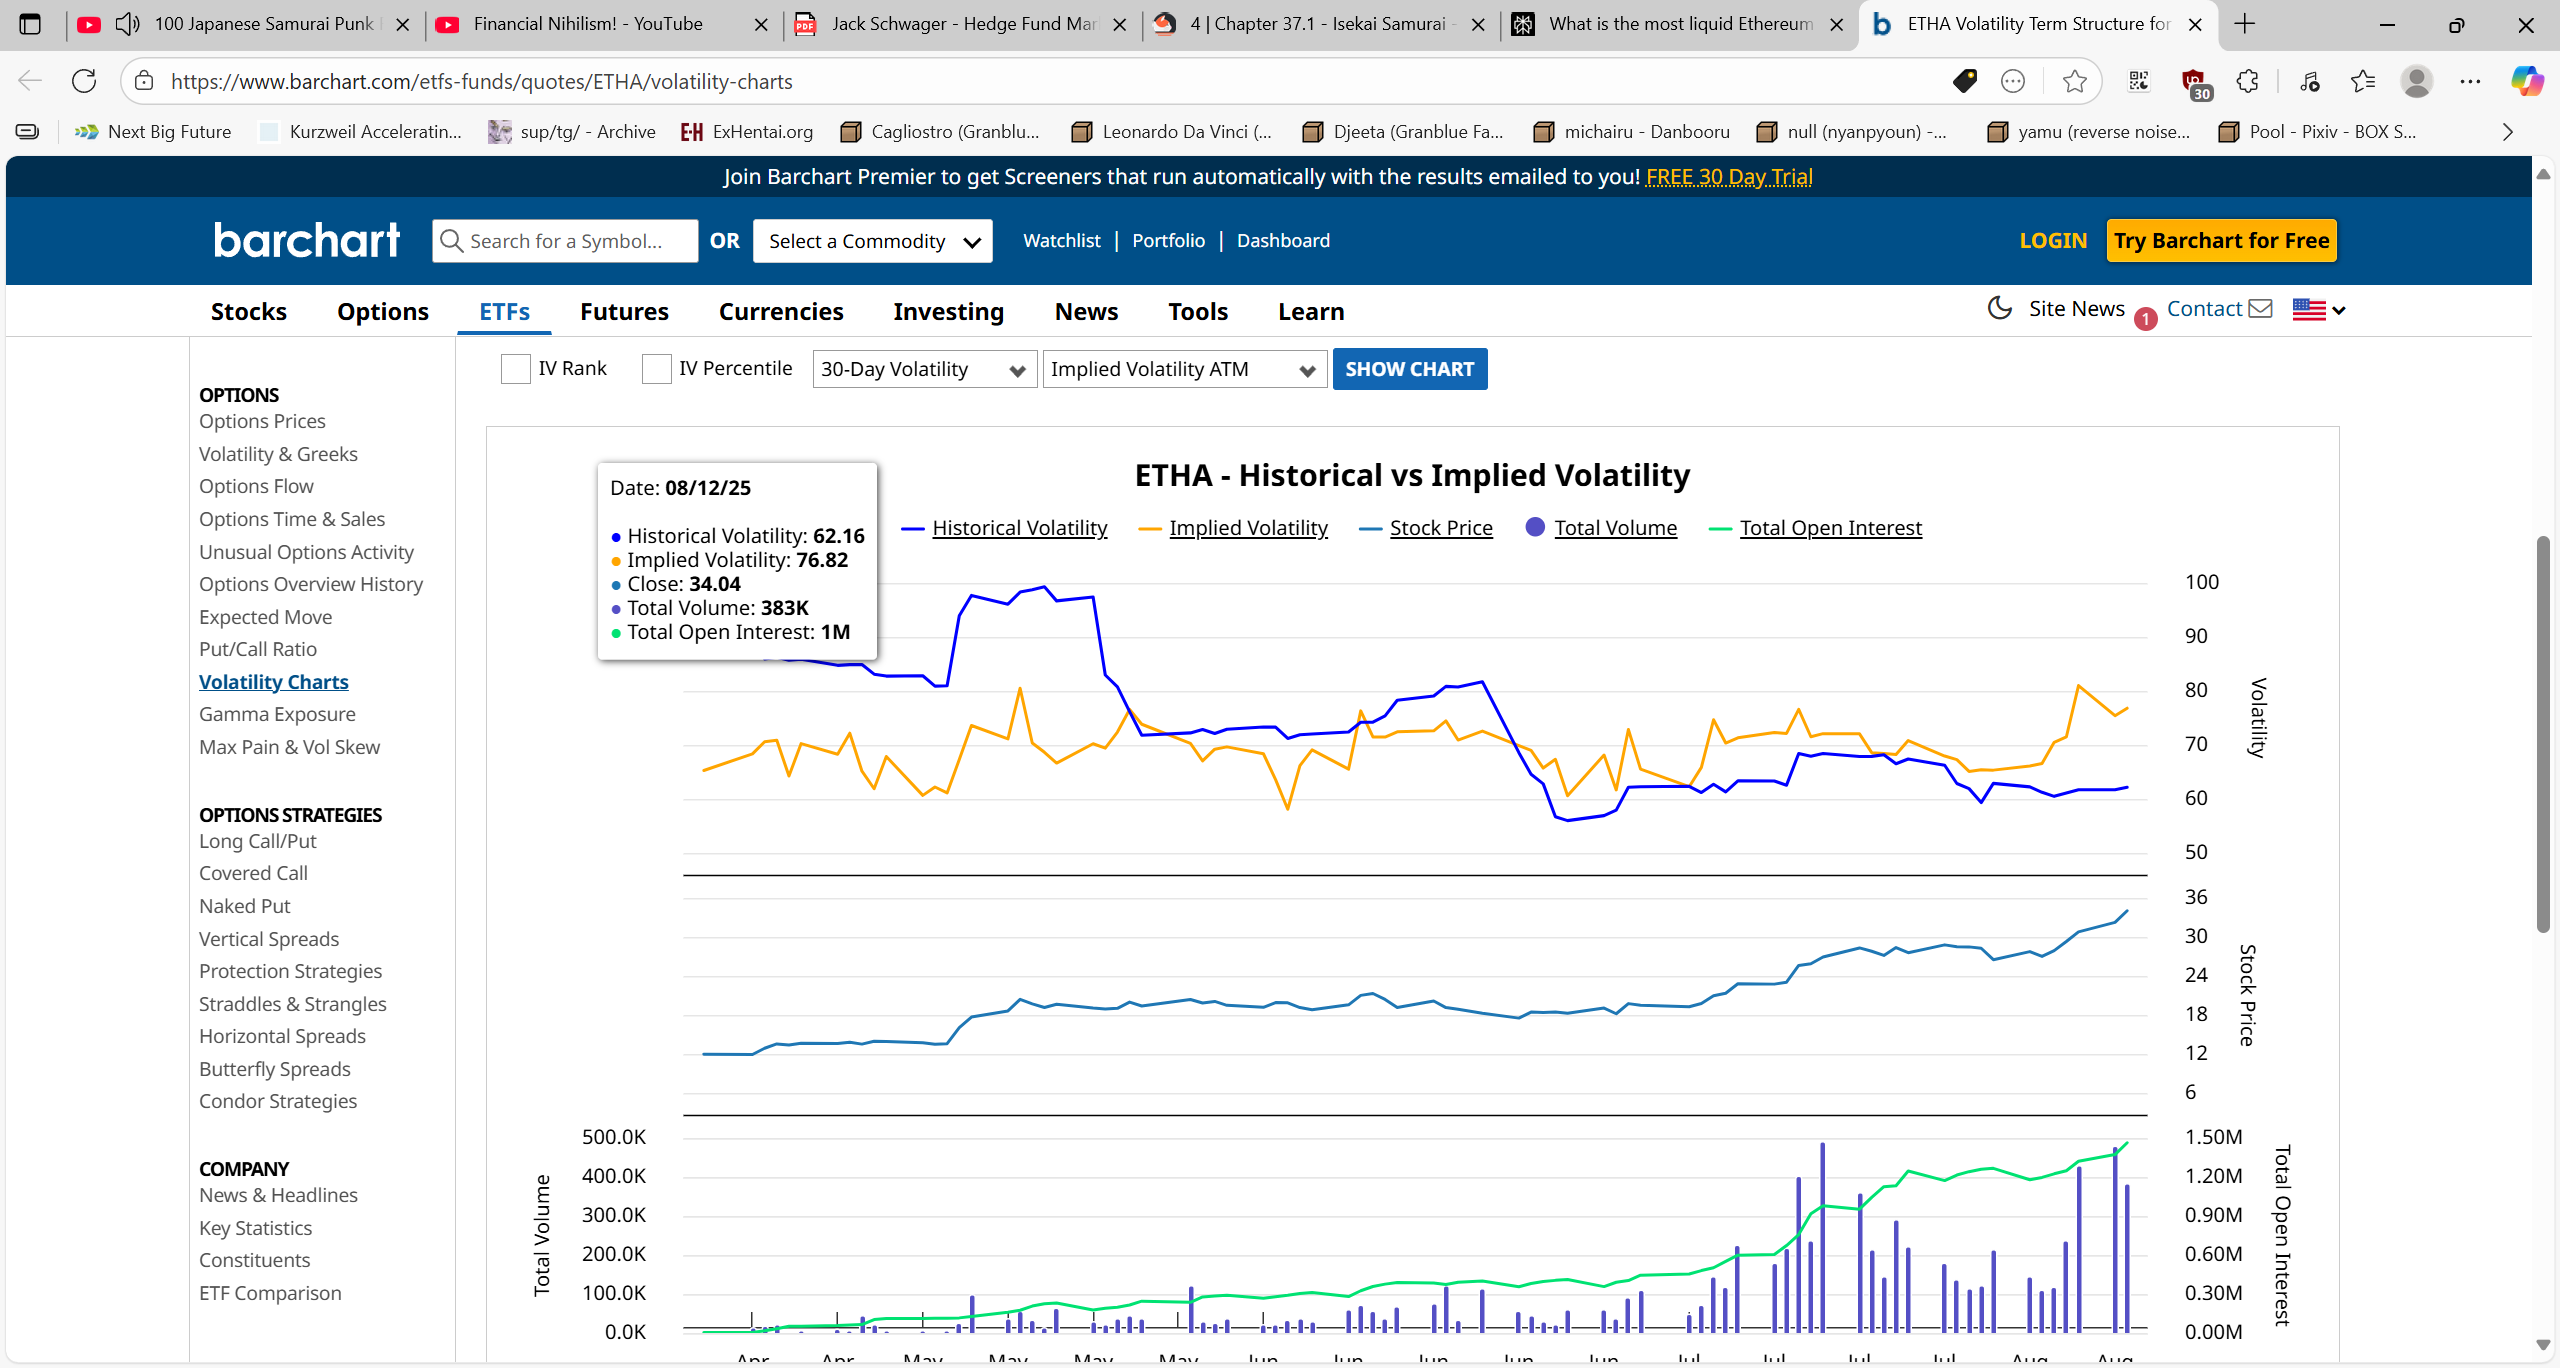 100 Japanese Samurai Punk
Financial Nihilism! - YouTube
Jack Schwager - Hedge Fund Mar
4 | Chapter 37.1 - Isekai Samurai -
What is the most liquid Ethereum
ETHA Volatility Term Structure for
https://www.barchart.com/etfs-funds/quotes/ETHA/volatility-charts
30
Next Big Future
Kurzweil Acceleratin...
sup/tg/ - Archive
E-H ExHentai.org
Cagliostro (Granblu...
Leonardo Da Vinci (...
Djeeta (Granblue Fa...
michairu - Danbooru
null (nyanpyoun) -...
yamu (reverse noise...
Pool - Pixiv - BOX S...
Join Barchart Premier to get Screeners that run automatically with the results emailed to you! FREE 30 Day Trial
barchart
Search for a Symbol...
OR
Select a Commodity
Watchlist | Portfolio | Dashboard
LOGIN
Try Barchart for Free
Stocks
Options
ETFs
Futures
Currencies
Investing
News
Tools
Learn
Site News
1
Contact
OPTIONS
Options Prices
Volatility & Greeks
Options Flow
Options Time & Sales
Unusual Options Activity
Options Overview History
Expected Move
Put/Call Ratio
Volatility Charts
Gamma Exposure
Max Pain & Vol Skew
OPTIONS STRATEGIES
Long Call/Put
Covered Call
Naked Put
Vertical Spreads
Protection Strategies
Straddles & Strangles
Horizontal Spreads
Butterfly Spreads
Condor Strategies
COMPANY
News & Headlines
Key Statistics
Constituents
ETF Comparison
IV Rank
IV Percentile
30-Day Volatility
Implied Volatility ATM
SHOW CHART
ETHA - Historical vs Implied Volatility
Date: 08/12/25
Historical Volatility: 62.16
Implied Volatility: 76.82
Close: 34.04
Total Volume: 383K
Total Open Interest: 1M
Historical Volatility
Implied Volatility
Stock Price
Total Volume
Total Open Interest
100
90
80
70
60
50
Volatility
36
30
24
18
12
6
Stock Price
500.0K
400.0K
300.0K
200.0K
100.0K
0.0K
Total Volume
1.50M
1.20M
0.90M
0.60M
0.30M
0.00M
Total Open Interest
Apr Apr May May May May Jun Jun Jun Jun Jun Jul Jul Jul Jul Aug Aug